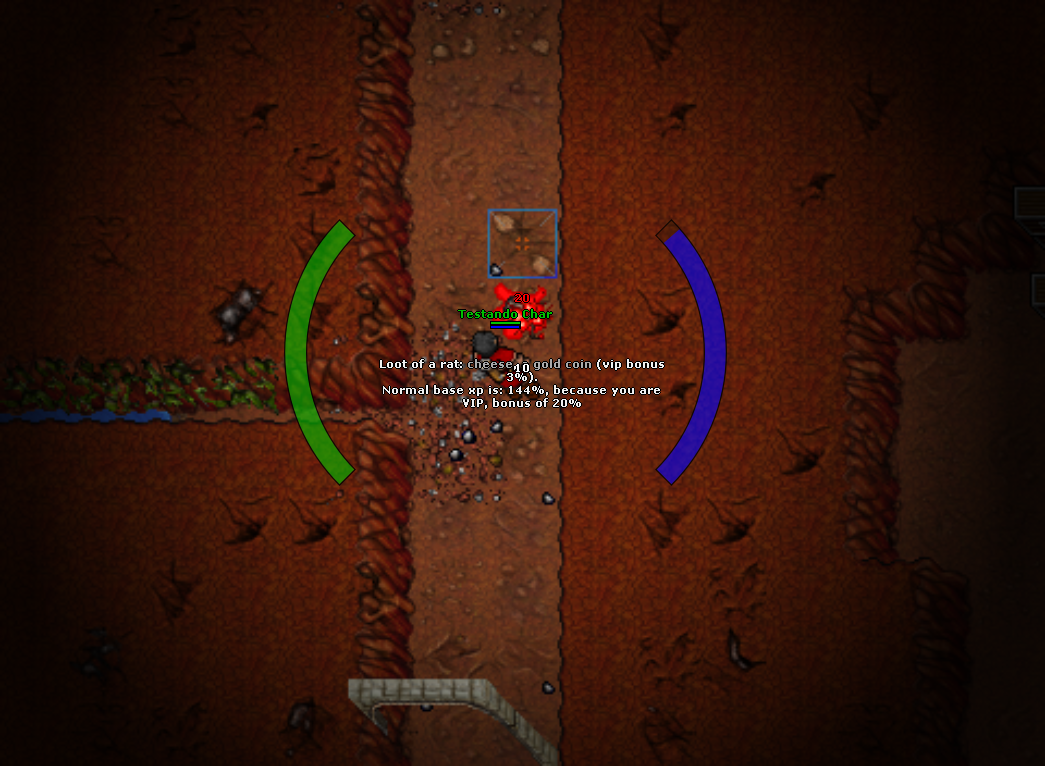 20
Testando Char
Loot of a rat: cheese, a gold coin (vip bonus
10
3%).
Normal base xp is: 144%, because you are
VIP, bonus of 20%